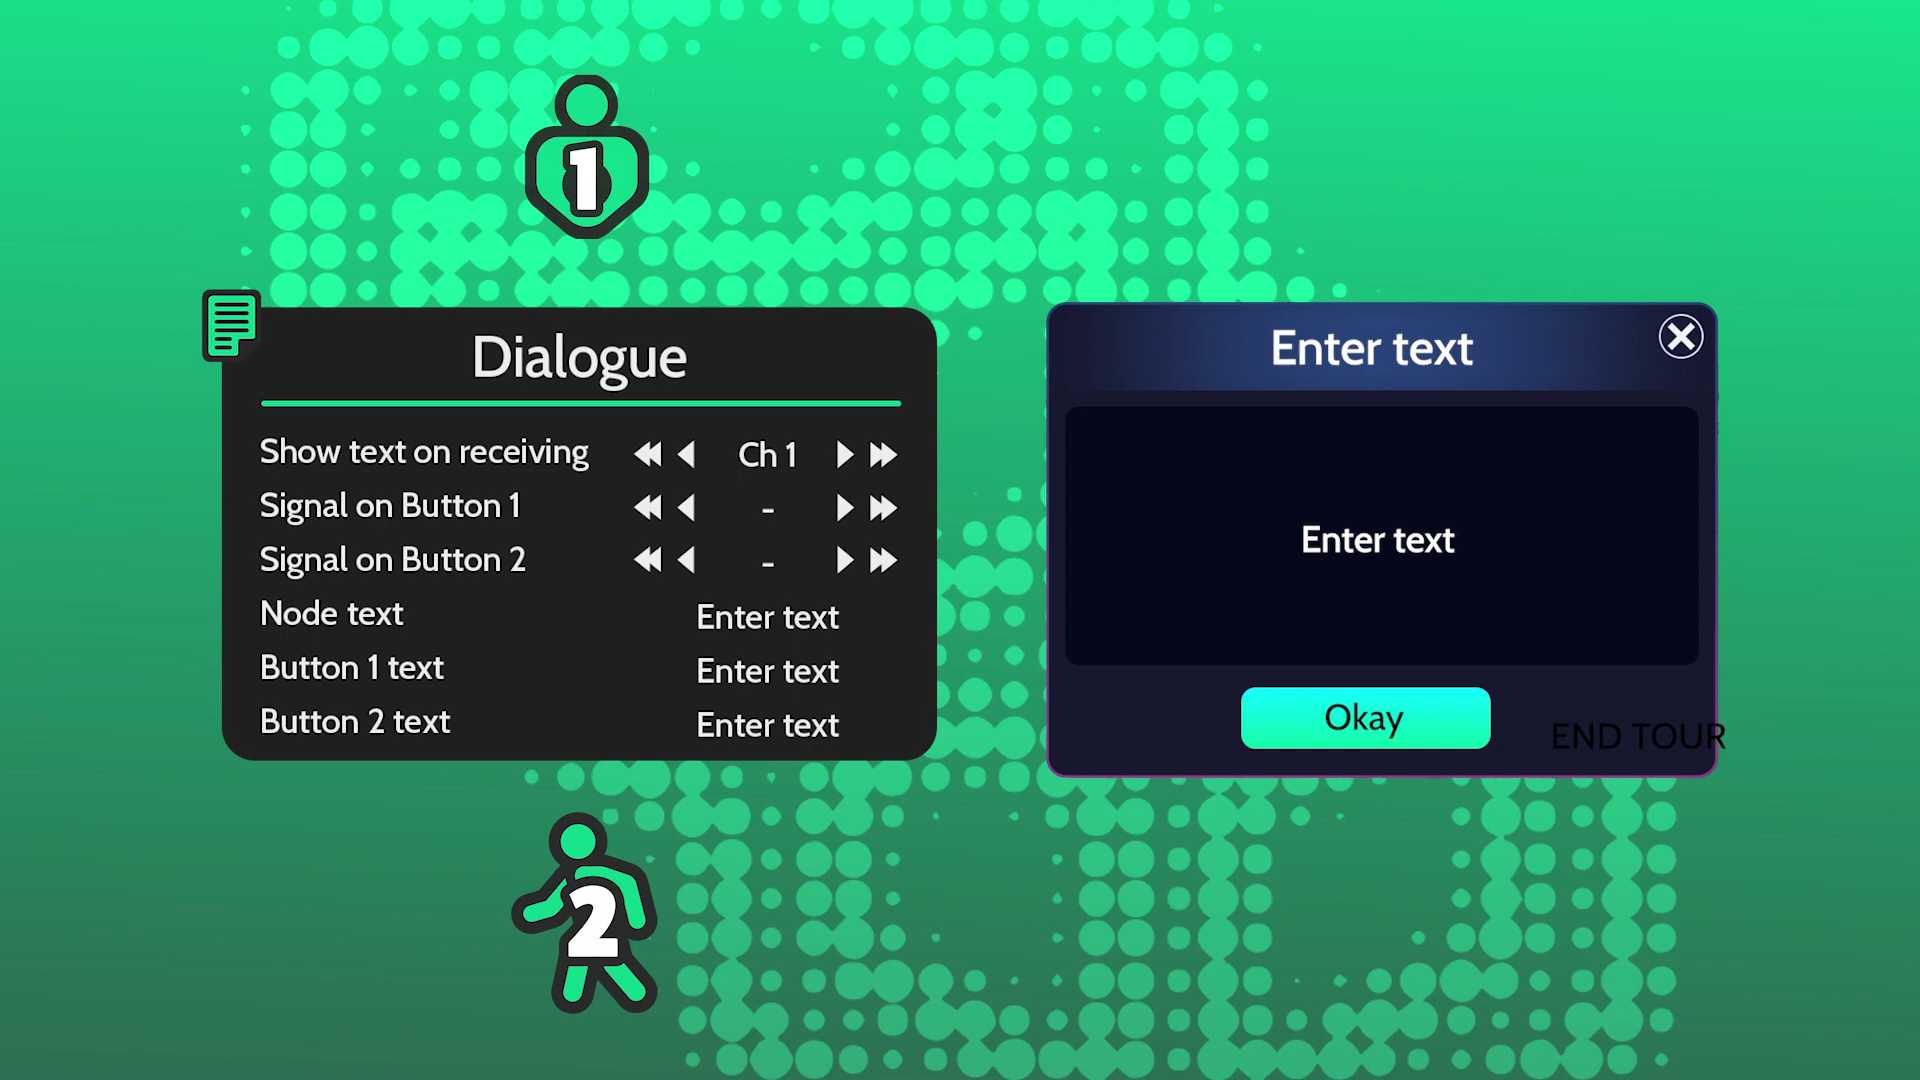 1
Dialogue
Show text on receiving Ch 1
Signal on Button 1 -
Signal on Button 2 -
Node text Enter text
Button 1 text Enter text
Button 2 text Enter text
2
Enter text
Enter text
Okay
END TOUR